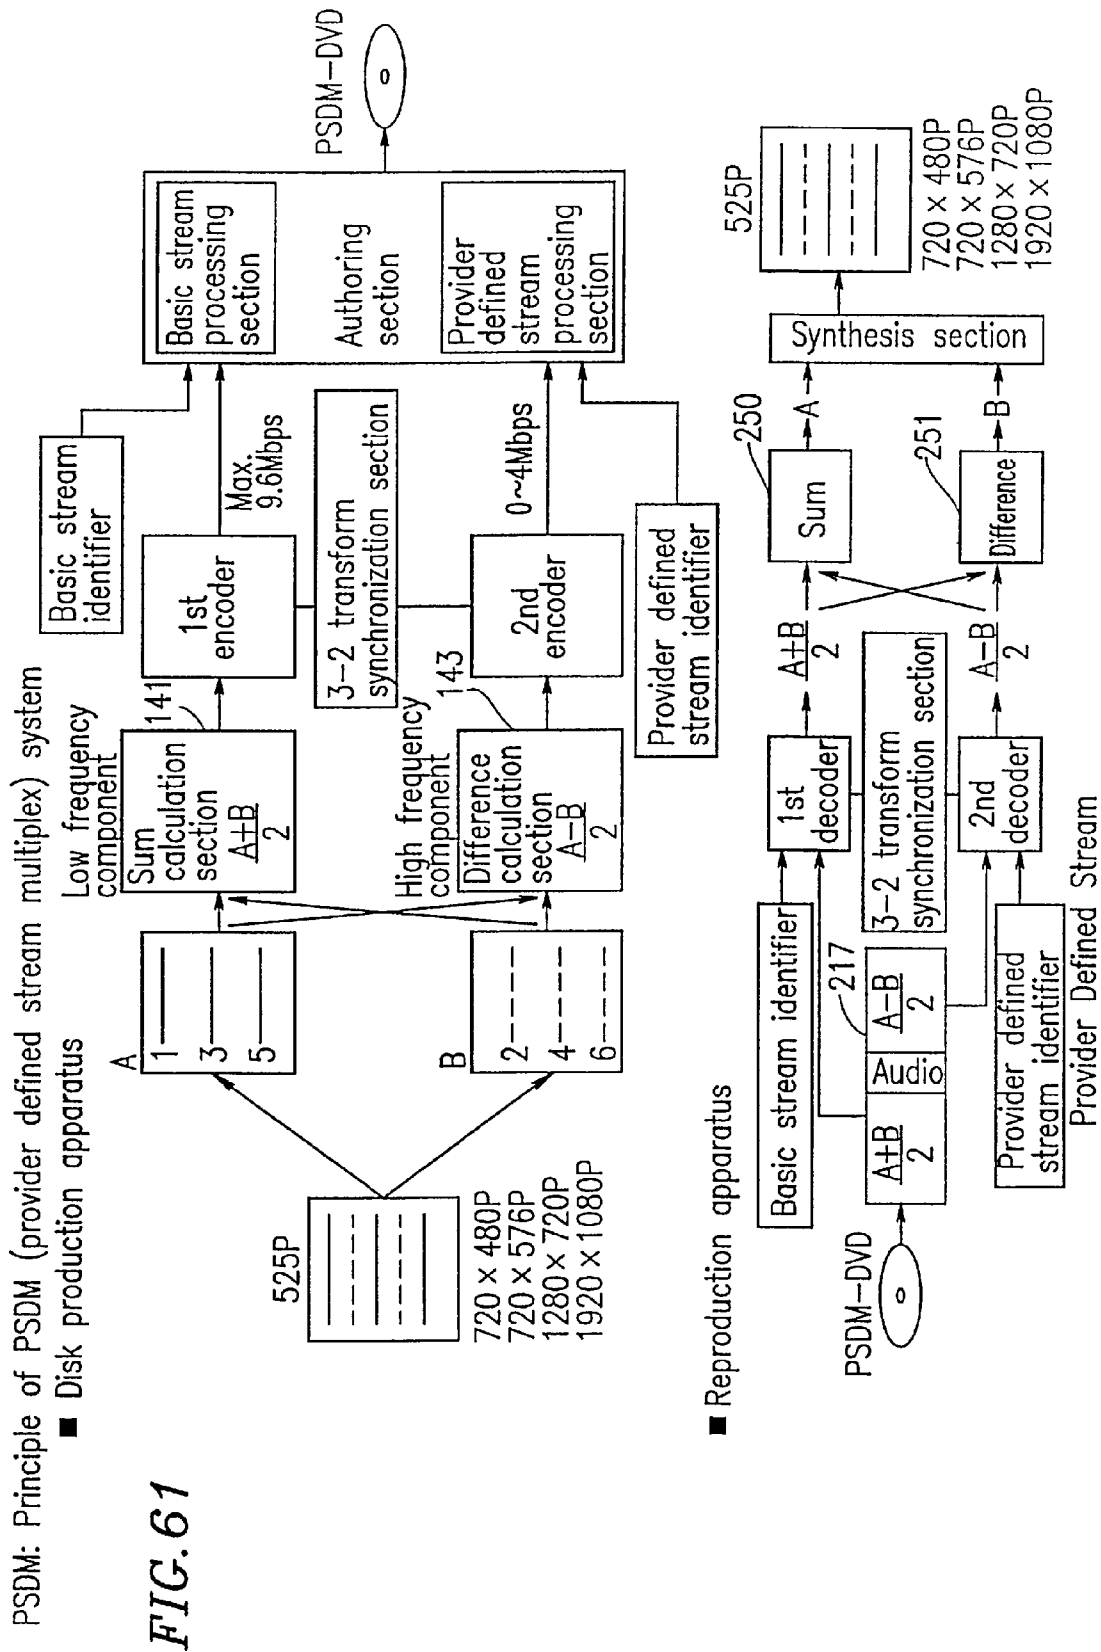 FIG.61
PSDM: Principle of PSDM (provider defined stream multiplex) system
■ Disk production apparatus
525P
720×480P
720×576P
1280×720P
1920×1080P
A
1
3
5
B
2
4
6
Low frequency
component
141
Sum
calculation
section
A+B
2
High frequency
component
143
Difference
calculation
section
A−B
2
1st
encoder
3−2 transform
synchronization section
2nd
encoder
Basic stream
identifier
Max.
9.6Mbps
0~4Mbps
Provider defined
stream identifier
Basic stream
processing
section
Authoring
section
Provider
defined
stream
processing
section
PSDM−DVD
■ Reproduction apparatus
PSDM−DVD
217
A+B
2
Audio
A−B
2
Basic stream identifier
Provider defined
stream identifier
Provider Defined Stream
1st
decoder
3−2 transform
synchronization section
2nd
decoder
A+B
2
A−B
2
250
Sum
251
Difference
A
B
Synthesis section
525P
720×480P
720×576P
1280×720P
1920×1080P